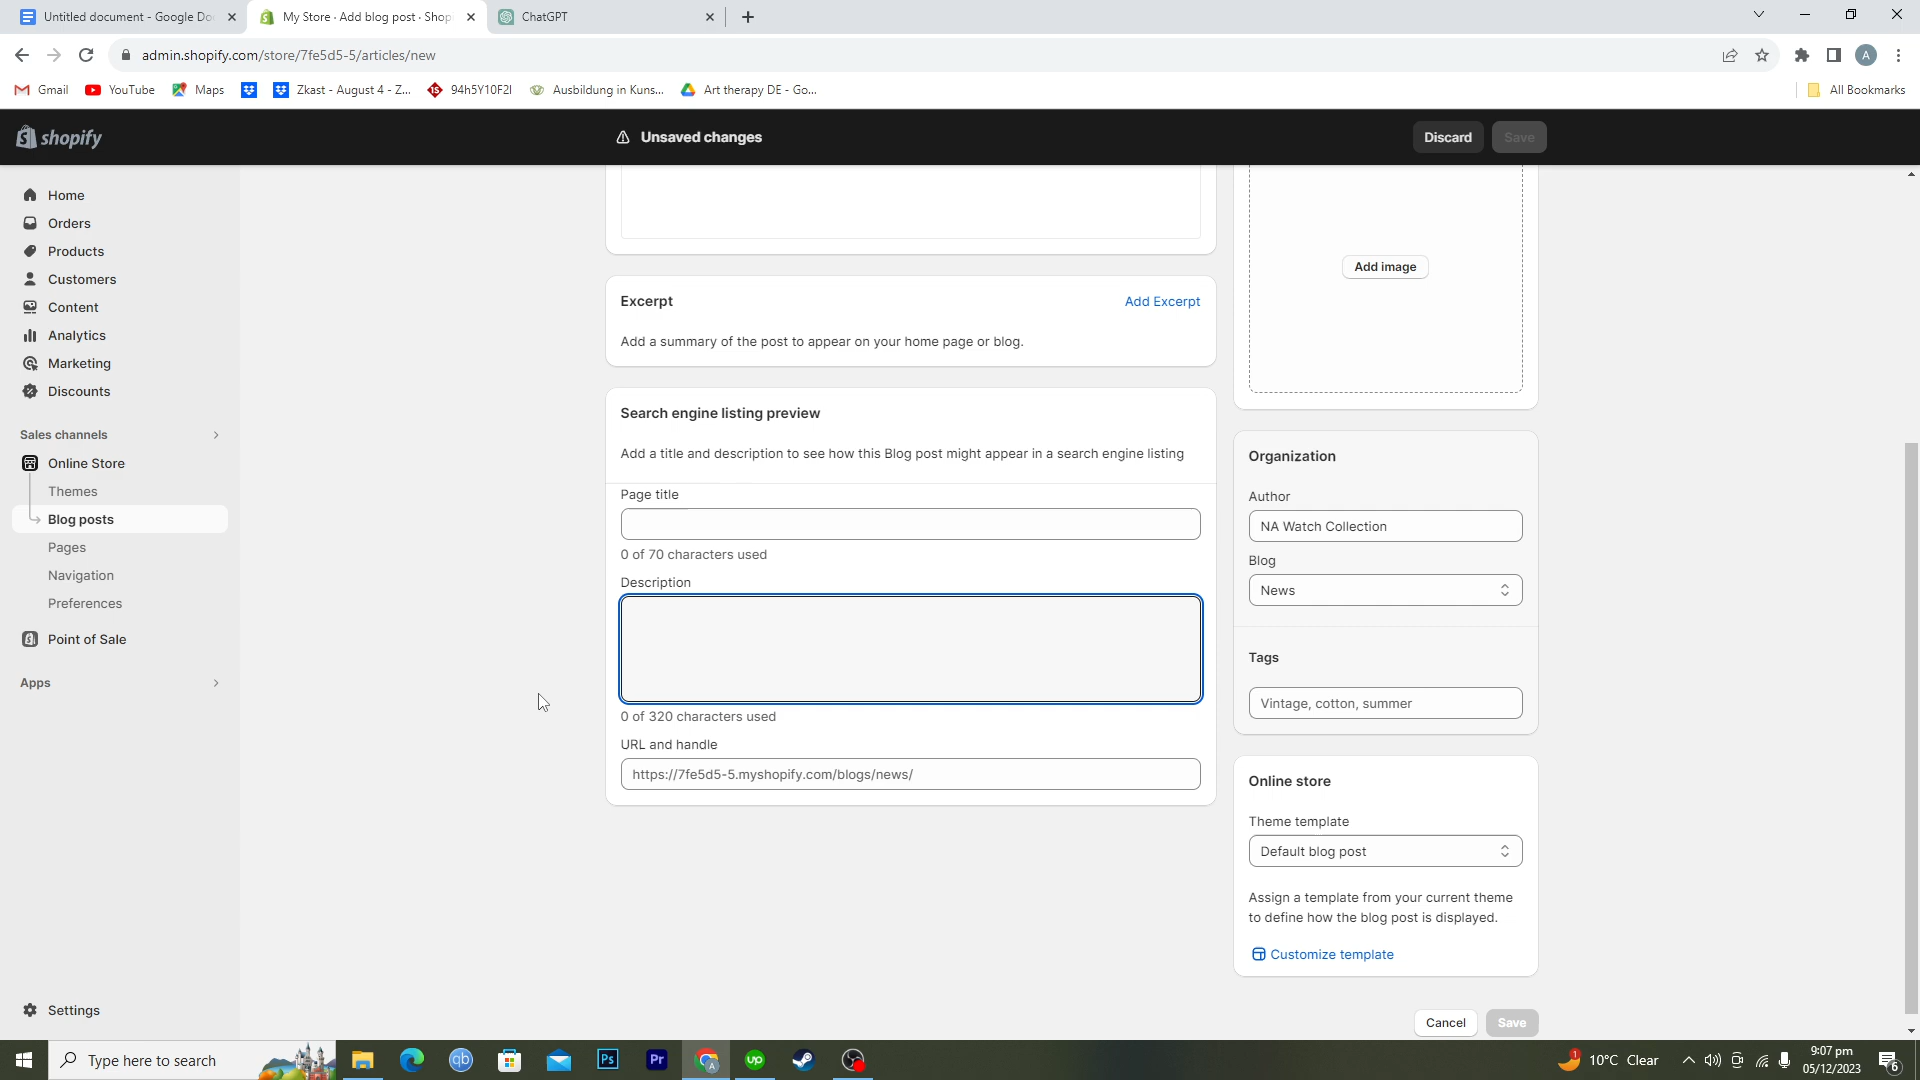 Untitled document - Google Do
My Store · Add blog post · Shop
ChatGPT
admin.shopify.com/store/7fe5d5-5/articles/new
A
Gmail
YouTube
Maps
Zkast - August 4 - Z...
94h5Y10F2l
Ausbildung in Kuns...
Art therapy DE - Go...
All Bookmarks
shopify
Unsaved changes
Discard
Save
Home
Orders
Products
Customers
Content
Analytics
Marketing
Discounts
Sales channels
Online Store
Themes
Blog posts
Pages
Navigation
Preferences
Point of Sale
Apps
Settings
Excerpt
Add Excerpt
Add a summary of the post to appear on your home page or blog.
Search engine listing preview
Add a title and description to see how this Blog post might appear in a search engine listing
Page title
0 of 70 characters used
Description
0 of 320 characters used
URL and handle
https://7fe5d5-5.myshopify.com/blogs/news/
Add image
Organization
Author
NA Watch Collection
Blog
News
Tags
Vintage, cotton, summer
Online store
Theme template
Default blog post
Assign a template from your current theme
to define how the blog post is displayed.
Customize template
Cancel
Save
Type here to search
qb
Ps
Pr
A
up
1
10°C Clear
9:07 pm
05/12/2023
6